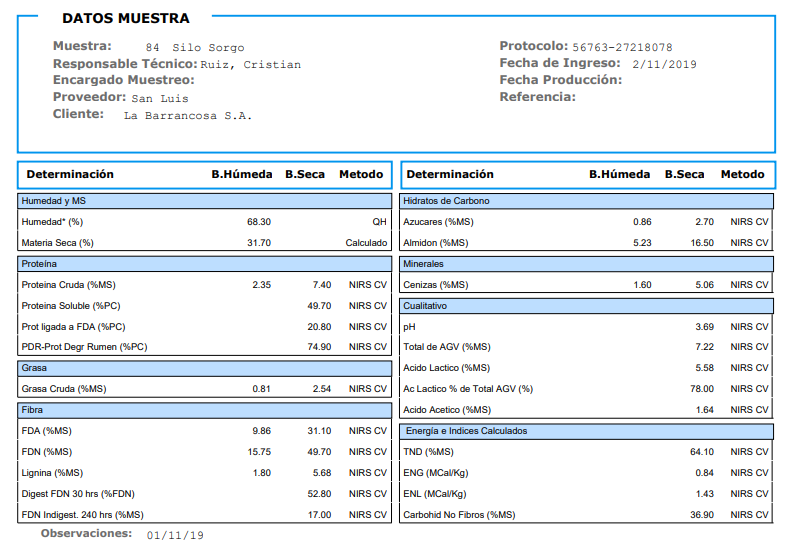 DATOS MUESTRA
Muestra: 84 Silo Sorgo
Responsable Técnico: Ruiz, Cristian
Encargado Muestreo:
Proveedor: San Luis
Cliente: La Barrancosa S.A.
Protocolo: 56763-27218078
Fecha de Ingreso: 2/11/2019
Fecha Producción:
Referencia:
Determinación B.Húmeda B.Seca Metodo
Humedad y MS
Humedad* (%) 68.30 QH
Materia Seca (%) 31.70 Calculado
Proteína
Proteina Cruda (%MS) 2.35 7.40 NIRS CV
Proteina Soluble (%PC) 49.70 NIRS CV
Prot ligada a FDA (%PC) 20.80 NIRS CV
PDR-Prot Degr Rumen (%PC) 74.90 NIRS CV
Grasa
Grasa Cruda (%MS) 0.81 2.54 NIRS CV
Fibra
FDA (%MS) 9.86 31.10 NIRS CV
FDN (%MS) 15.75 49.70 NIRS CV
Lignina (%MS) 1.80 5.68 NIRS CV
Digest FDN 30 hrs (%FDN) 52.80 NIRS CV
FDN Indigest. 240 hrs (%MS) 17.00 NIRS CV
Determinación B.Húmeda B.Seca Metodo
Hidratos de Carbono
Azucares (%MS) 0.86 2.70 NIRS CV
Almidon (%MS) 5.23 16.50 NIRS CV
Minerales
Cenizas (%MS) 1.60 5.06 NIRS CV
Cualitativo
pH 3.69 NIRS CV
Total de AGV (%MS) 7.22 NIRS CV
Acido Lactico (%MS) 5.58 NIRS CV
Ac Lactico % de Total AGV (%) 78.00 NIRS CV
Acido Acetico (%MS) 1.64 NIRS CV
Energía e Indices Calculados
TND (%MS) 64.10 NIRS CV
ENG (MCal/Kg) 0.84 NIRS CV
ENL (MCal/Kg) 1.43 NIRS CV
Carbohid No Fibros (%MS) 36.90 NIRS CV
Observaciones: 01/11/19